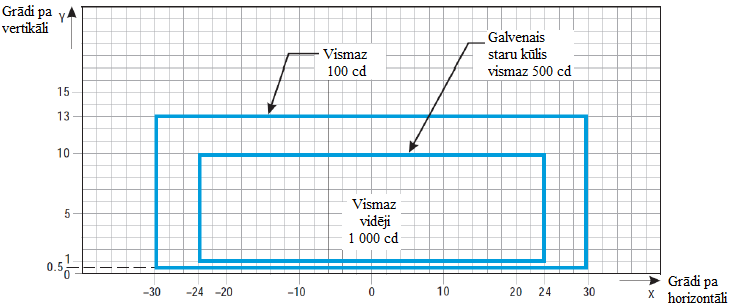 Grādi pa
vertikāli
Y
Vismaz
100 cd
Galvenais
staru kūlis
vismaz 500 cd
15
13
10
5
1
0.5
0
Vismaz
vidēji
1 000 cd
−30
−24
−20
−10
0
10
20
24
30
X
Grādi pa
horizontāli